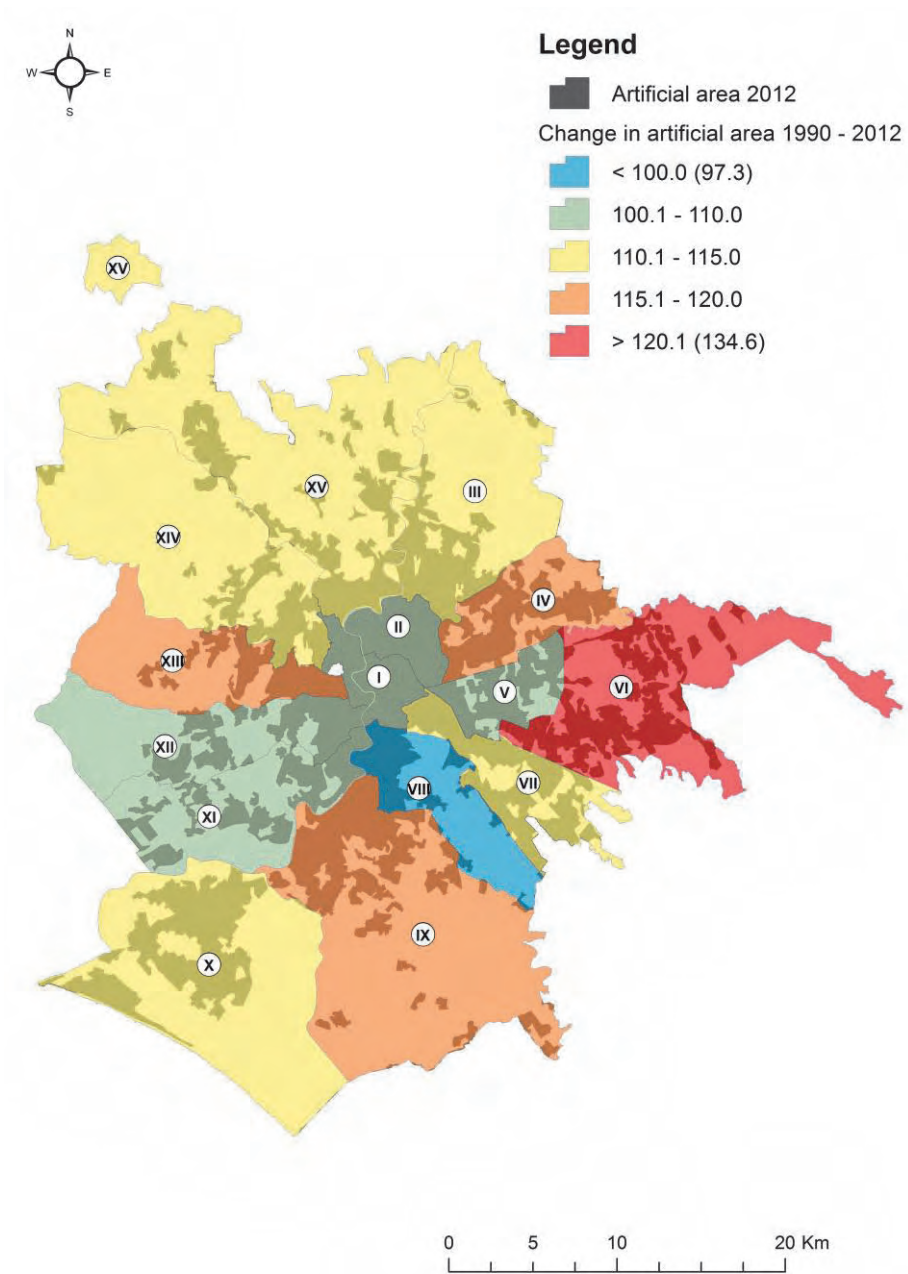 N
W E
S
Legend
Artificial area 2012
Change in artificial area 1990 - 2012
< 100.0 (97.3)
100.1 - 110.0
110.1 - 115.0
115.1 - 120.0
> 120.1 (134.6)
XV
XV
III
XIV
IV
II
XIII
I
V
VI
XII
VIII
VII
XI
IX
X
0 5 10 20 Km